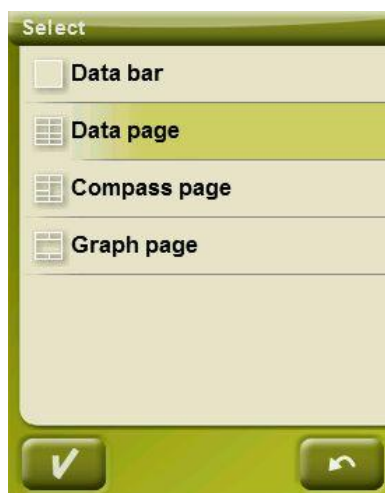 Select
Data bar
Data page
Compass page
Graph page